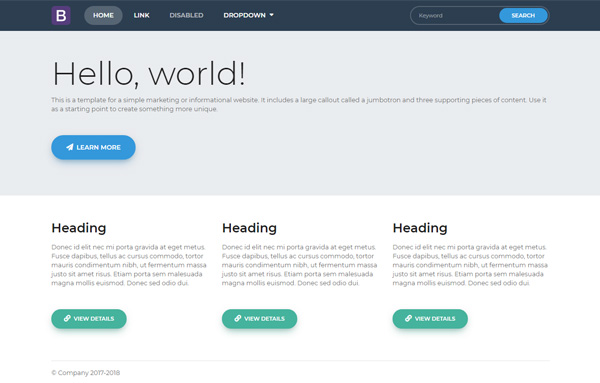 B HOME LINK DISABLED DROPDOWN Keyword SEARCH
Hello, world!
This is a template for a simple marketing or informational website. It includes a large callout called a jumbotron and three supporting pieces of content. Use it
as a starting point to create something more unique.
LEARN MORE
Heading
Donec id elit nec mi porta gravida at eget metus.
Fusce dapibus, tellus ac cursus commodo, tortor
mauris condimentum nibh, ut fermentum massa
justo sit amet risus. Etiam porta sem malesuada
magna mollis euismod. Donec sed odio dui.
VIEW DETAILS
Heading
Donec id elit nec mi porta gravida at eget metus.
Fusce dapibus, tellus ac cursus commodo, tortor
mauris condimentum nibh, ut fermentum massa
justo sit amet risus. Etiam porta sem malesuada
magna mollis euismod. Donec sed odio dui.
VIEW DETAILS
Heading
Donec id elit nec mi porta gravida at eget metus.
Fusce dapibus, tellus ac cursus commodo, tortor
mauris condimentum nibh, ut fermentum massa
justo sit amet risus. Etiam porta sem malesuada
magna mollis euismod. Donec sed odio dui.
VIEW DETAILS
© Company 2017-2018